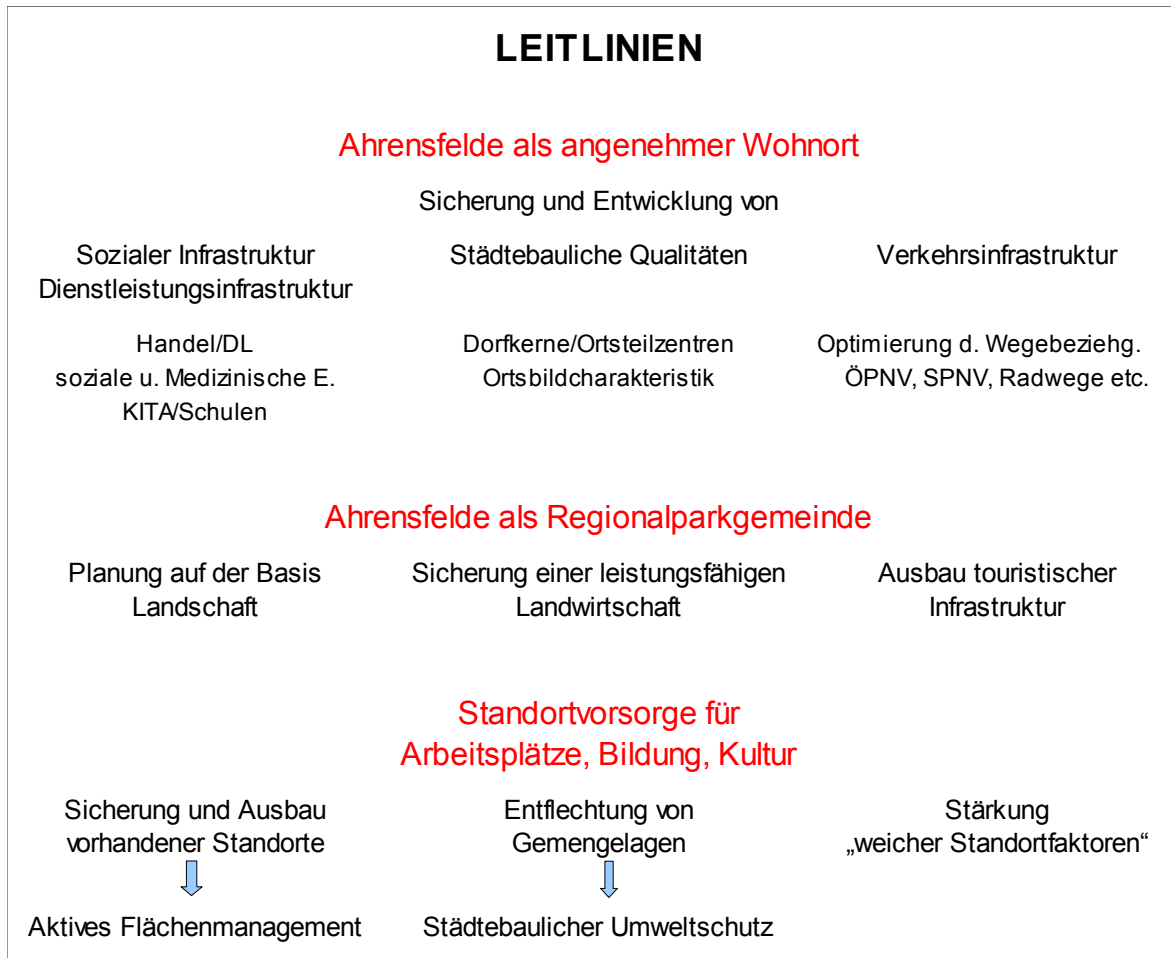 LEITLINIEN
Ahrensfelde als angenehmer Wohnort
Sicherung und Entwicklung von
Sozialer Infrastruktur
Dienstleistungsinfrastruktur
Städtebauliche Qualitäten
Verkehrsinfrastruktur
Handel/DL
soziale u. Medizinische E.
KITA/Schulen
Dorfkerne/Ortsteilzentren
Ortsbildcharakteristik
Optimierung d. Wegebeziehg.
ÖPNV, SPNV, Radwege etc.
Ahrensfelde als Regionalparkgemeinde
Planung auf der Basis
Landschaft
Sicherung einer leistungsfähigen
Landwirtschaft
Ausbau touristischer
Infrastruktur
Standortvorsorge für
Arbeitsplätze, Bildung, Kultur
Sicherung und Ausbau
vorhandener Standorte
Aktives Flächenmanagement
Entflechtung von
Gemengelagen
Städtebaulicher Umweltschutz
Stärkung
„weicher Standortfaktoren“